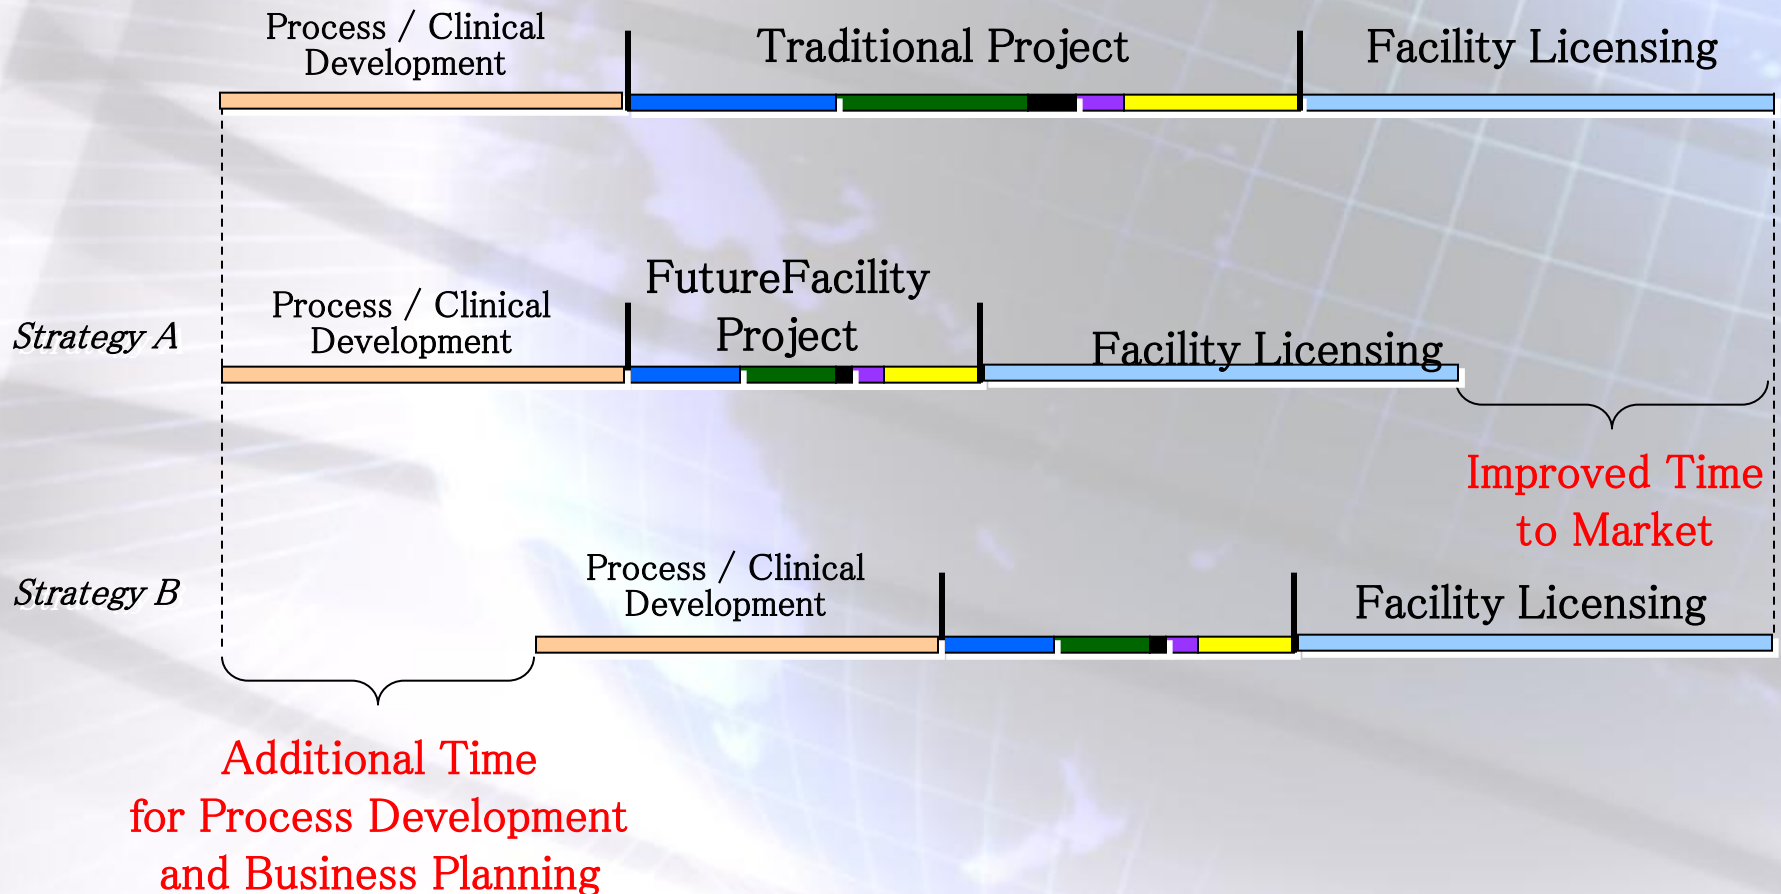 Process / Clinical
Development
Traditional Project
Facility Licensing
Strategy A
Process / Clinical
Development
FutureFacility
Project
Facility Licensing
Improved Time
to Market
Strategy B
Process / Clinical
Development
Facility Licensing
Additional Time
for Process Development
and Business Planning